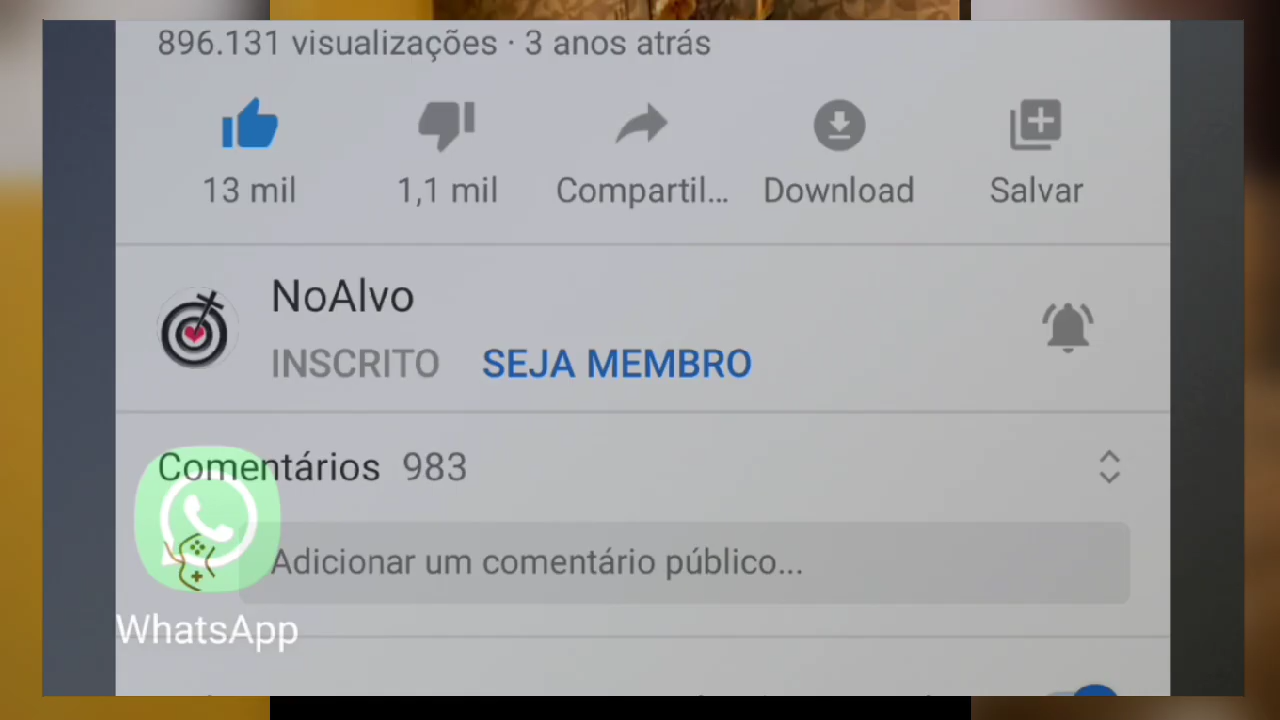 896.131 visualizações · 3 anos atrás
13 mil
1,1 mil
Compartil...
Download
Salvar
NoAlvo
INSCRITO
SEJA MEMBRO
Comentários 983
Adicionar um comentário público...
WhatsApp